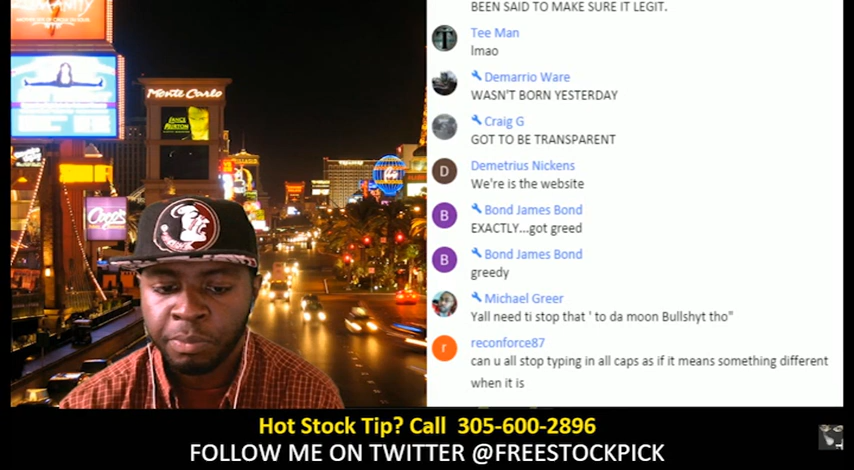 HUMANITY
Monte Carlo
LANCE
BURTON
Coco's
BEEN SAID TO MAKE SURE IT LEGIT.
Tee Man
lmao
Demarrio Ware
WASN'T BORN YESTERDAY
Craig G
GOT TO BE TRANSPARENT
D
Demetrius Nickens
We're is the website
B
Bond James Bond
EXACTLY...got greed
B
Bond James Bond
greedy
Michael Greer
Yall need ti stop that ' to da moon Bullshyt tho"
r
reconforce87
can u all stop typing in all caps as if it means something different
when it is
Hot Stock Tip? Call 305-600-2896
FOLLOW ME ON TWITTER @FREESTOCKPICK